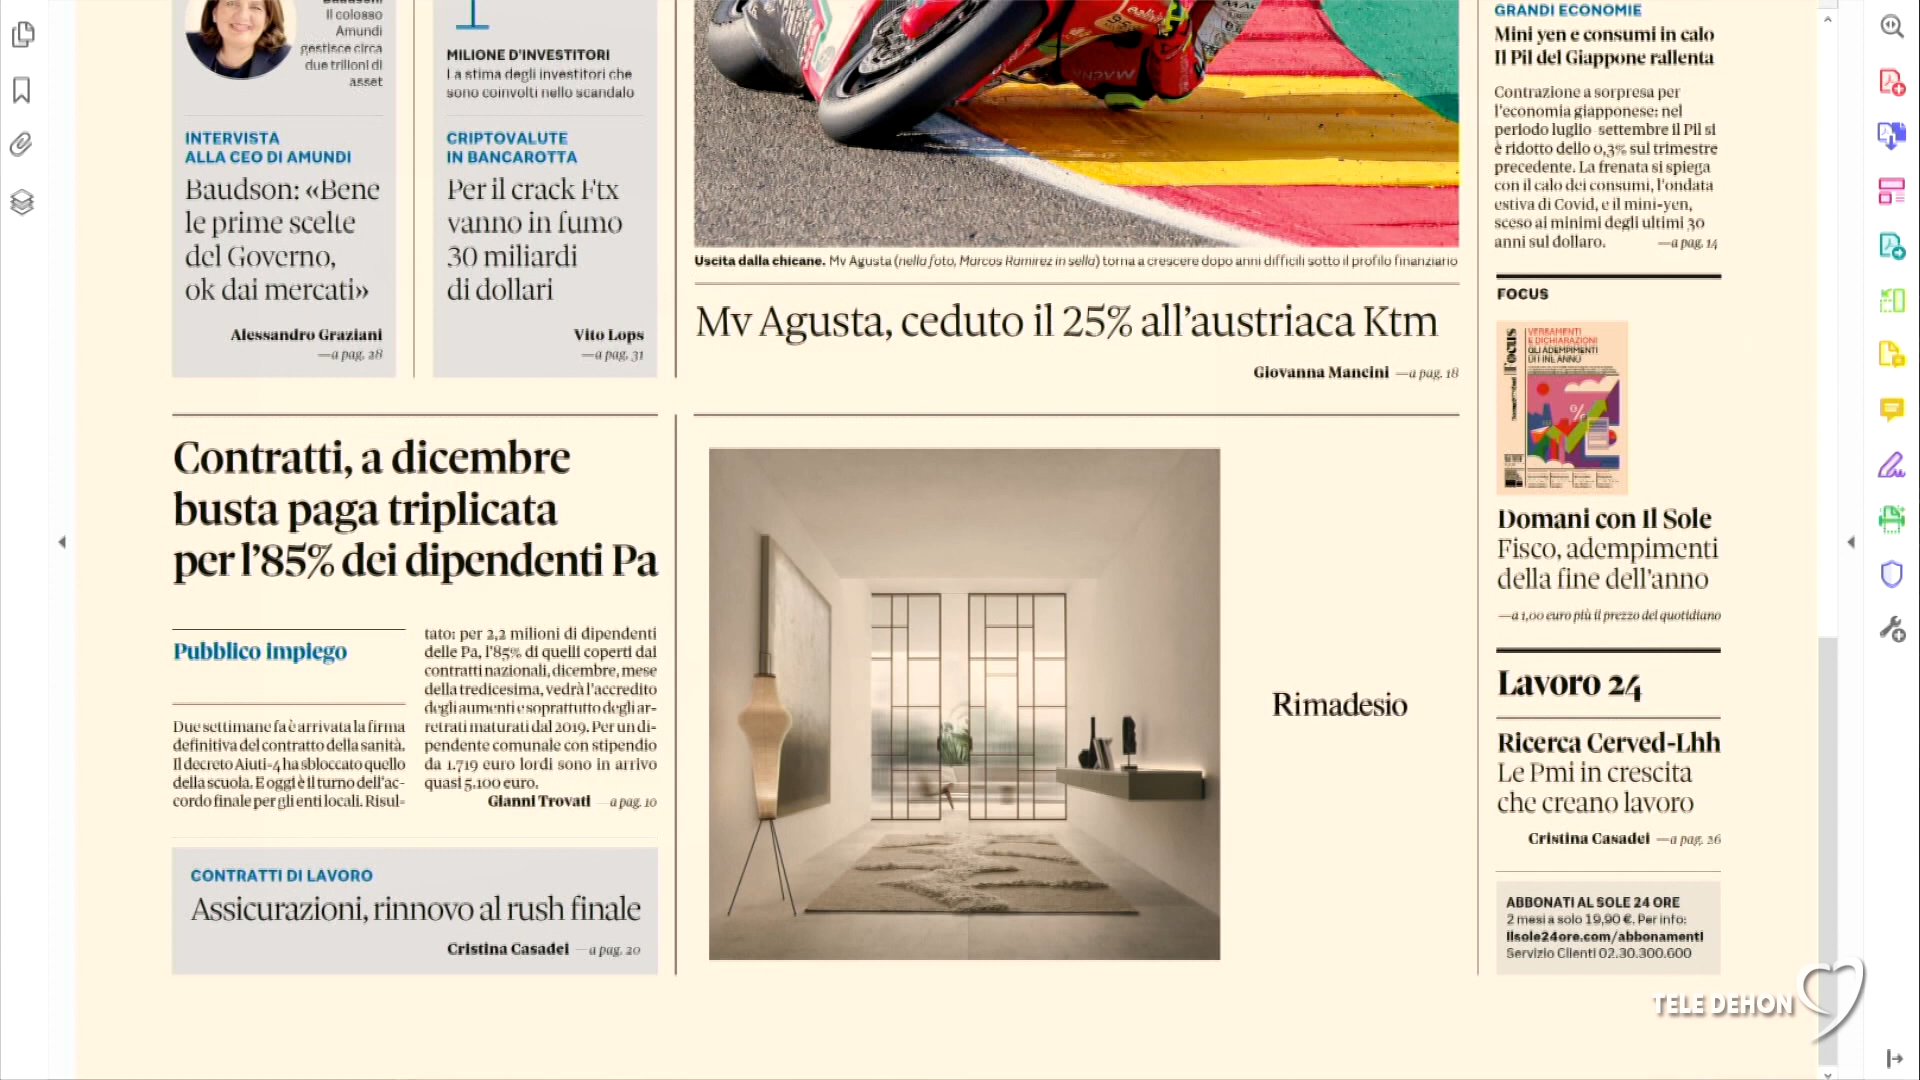 Il colosso
Amundi
gestisce circa
due trilioni di
asset
INTERVISTA
ALLA CEO DI AMUNDI
Baudson: «Bene
le prime scelte
del Governo,
ok dai mercati»
Alessandro Graziani
—a pag. 28
MILIONE D'INVESTITORI
La stima degli investitori che
sono coinvolti nello scandalo
CRIPTOVALUTE
IN BANCAROTTA
Per il crack Ftx
vanno in fumo
30 miliardi
di dollari
Vito Lops
—a pag. 31
Uscita dalla chicane. Mv Agusta (nella foto, Marcos Ramirez in sella) torna a crescere dopo anni difficili sotto il profilo finanziario
Mv Agusta, ceduto il 25% all'austriaca Ktm
Giovanna Mancini —a pag. 18
Contratti, a dicembre
busta paga triplicata
per l'85% dei dipendenti Pa
Pubblico impiego
Due settimane fa è arrivata la firma
definitiva del contratto della sanità.
Il decreto Aiuti-4 ha sbloccato quello
della scuola. E oggi è il turno dell'ac-
cordo finale per gli enti locali. Risul-
tato: per 2,2 milioni di dipendenti
delle Pa, l'85% di quelli coperti dai
contratti nazionali, dicembre, mese
della tredicesima, vedrà l'accredito
degli aumenti e soprattutto degli ar-
retrati maturati dal 2019. Per un di-
pendente comunale con stipendio
da 1.719 euro lordi sono in arrivo
quasi 5.100 euro.
Gianni Trovati —a pag. 10
CONTRATTI DI LAVORO
Assicurazioni, rinnovo al rush finale
Cristina Casadei —a pag. 20
Rimadesio
GRANDI ECONOMIE
Mini yen e consumi in calo
Il Pil del Giappone rallenta
Contrazione a sorpresa per
l'economia giapponese: nel
periodo luglio-settembre il Pil si
è ridotto dello 0,3% sul trimestre
precedente. La frenata si spiega
con il calo dei consumi, l'ondata
estiva di Covid, e il mini-yen,
sceso ai minimi degli ultimi 30
anni sul dollaro. —a pag. 14
FOCUS
Focus
VERSAMENTI
E DICHIARAZIONI
GLI ADEMPIMENTI
DI FINE ANNO
%
Domani con Il Sole
Fisco, adempimenti
della fine dell'anno
—a 1,00 euro più il prezzo del quotidiano
Lavoro 24
Ricerca Cerved-Lhh
Le Pmi in crescita
che creano lavoro
Cristina Casadei —a pag. 26
ABBONATI AL SOLE 24 ORE
2 mesi a solo 19,90 €. Per info:
ilsole24ore.com/abbonamenti
Servizio Clienti 02.30.300.600
TELE DEHON